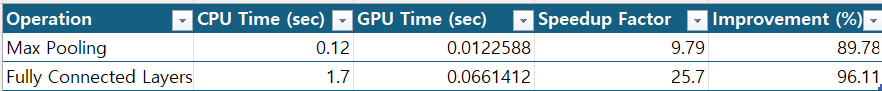 Operation CPU Time (sec) GPU Time (sec) Speedup Factor Improvement (%)
Max Pooling 0.12 0.0122588 9.79 89.78
Fully Connected Layers 1.7 0.0661412 25.7 96.11